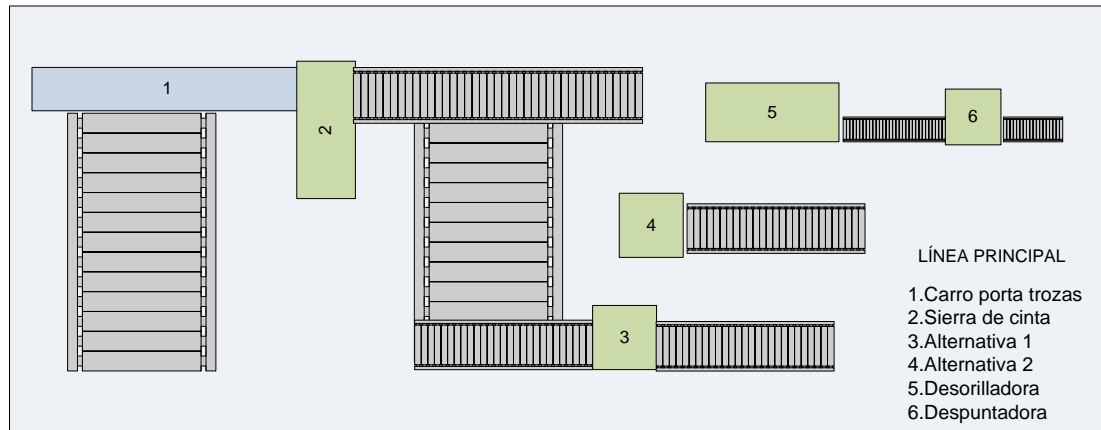 1
2
5
6
4
3
LÍNEA PRINCIPAL
1.Carro porta trozas
2.Sierra de cinta
3.Alternativa 1
4.Alternativa 2
5.Desorilladora
6.Despuntadora